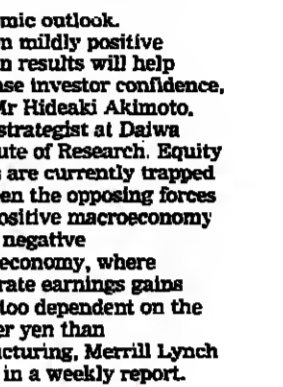 mic outlook.
n mildly positive
n results will help
ase investor confidence,
Mr Hideaki Akimoto,
strategist at Daiwa
ute of Research. Equity
s are currently trapped
en the opposing forces
ositive macroeconomy
negative
economy, where
rate earnings gains
too dependent on the
er yen than
ucturing, Merrill Lynch
in a weekly report.